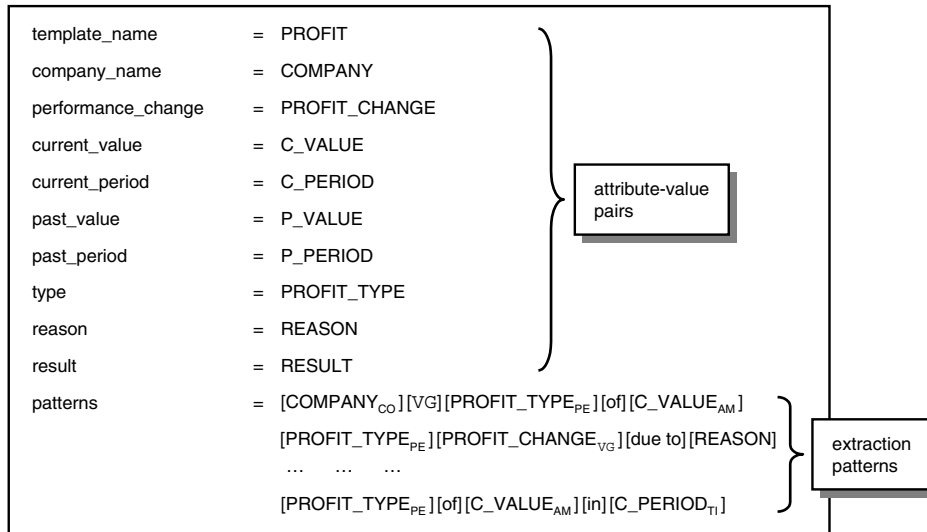 template_name = PROFIT
company_name = COMPANY
performance_change = PROFIT_CHANGE
current_value = C_VALUE
current_period = C_PERIOD
past_value = P_VALUE
past_period = P_PERIOD
type = PROFIT_TYPE
reason = REASON
result = RESULT
attribute-value
pairs
patterns = [COMPANY_CO][VG][PROFIT_TYPE_PE][of][C_VALUE_AM]
[PROFIT_TYPE_PE][PROFIT_CHANGE_VG][due to][REASON]
... ... ...
[PROFIT_TYPE_PE][of][C_VALUE_AM][in][C_PERIOD_TI]
extraction
patterns